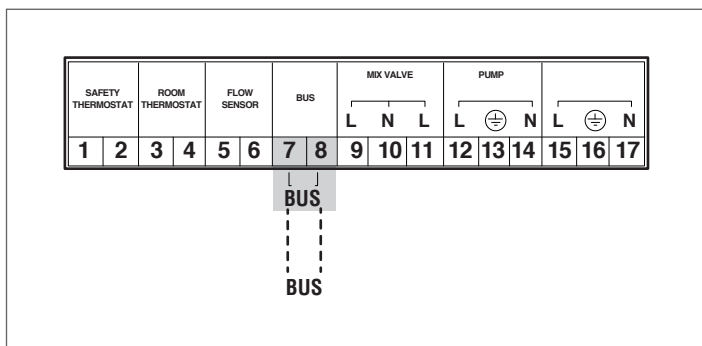 SAFETY THERMOSTAT ROOM THERMOSTAT FLOW SENSOR BUS MIX VALVE PUMP
L N L L N L N
1 2 3 4 5 6 7 8 9 10 11 12 13 14 15 16 17
BUS
BUS